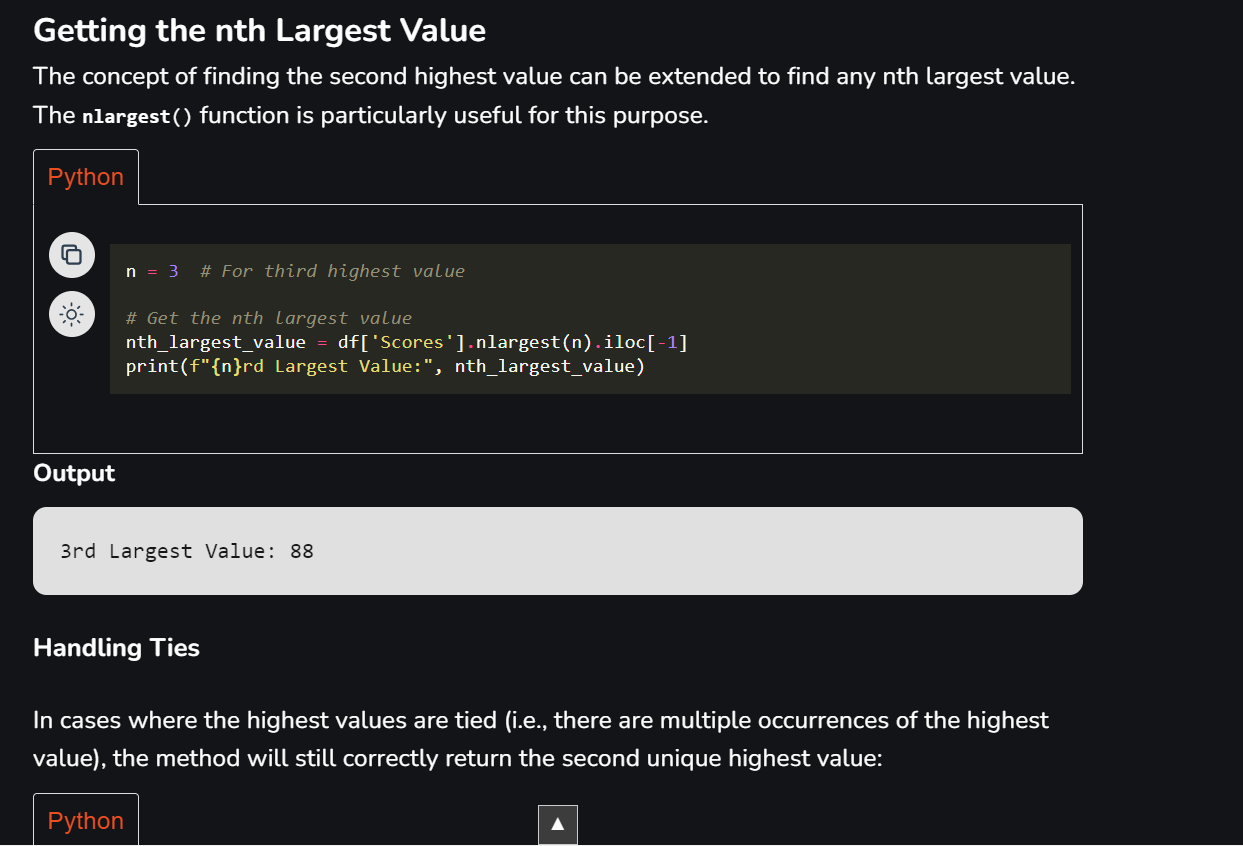 Getting the nth Largest Value
The concept of finding the second highest value can be extended to find any nth largest value.
The nlargest() function is particularly useful for this purpose.
Python
n = 3  # For third highest value
# Get the nth largest value
nth_largest_value = df['Scores'].nlargest(n).iloc[-1]
print(f"{n}rd Largest Value:", nth_largest_value)
Output
3rd Largest Value: 88
Handling Ties
In cases where the highest values are tied (i.e., there are multiple occurrences of the highest
value), the method will still correctly return the second unique highest value:
Python